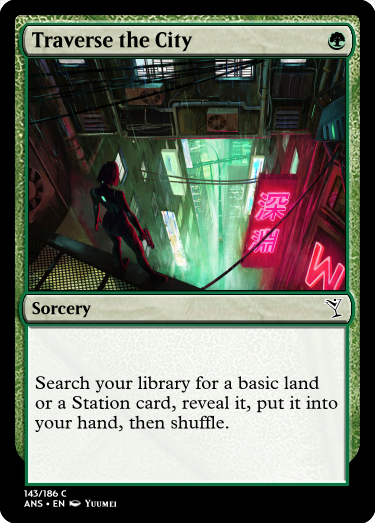 Traverse the City
深
淵
W
Sorcery
Search your library for a basic land
or a Station card, reveal it, put it into
your hand, then shuffle.
143/186 C
ANS • EN Yuumei